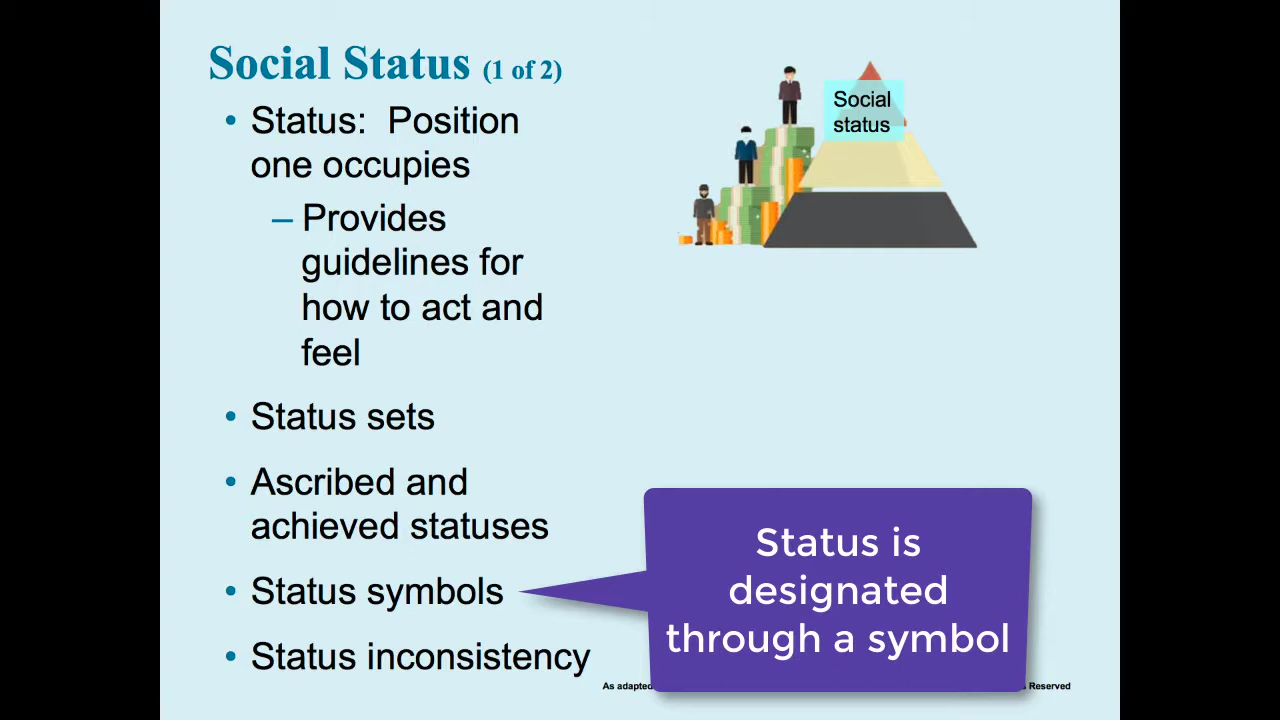 Social Status (1 of 2)
• Status: Position
one occupies
– Provides
guidelines for
how to act and
feel
• Status sets
• Ascribed and
achieved statuses
• Status symbols
• Status inconsistency
Social
status
Status is
designated
through a symbol
As adapted
Reserved